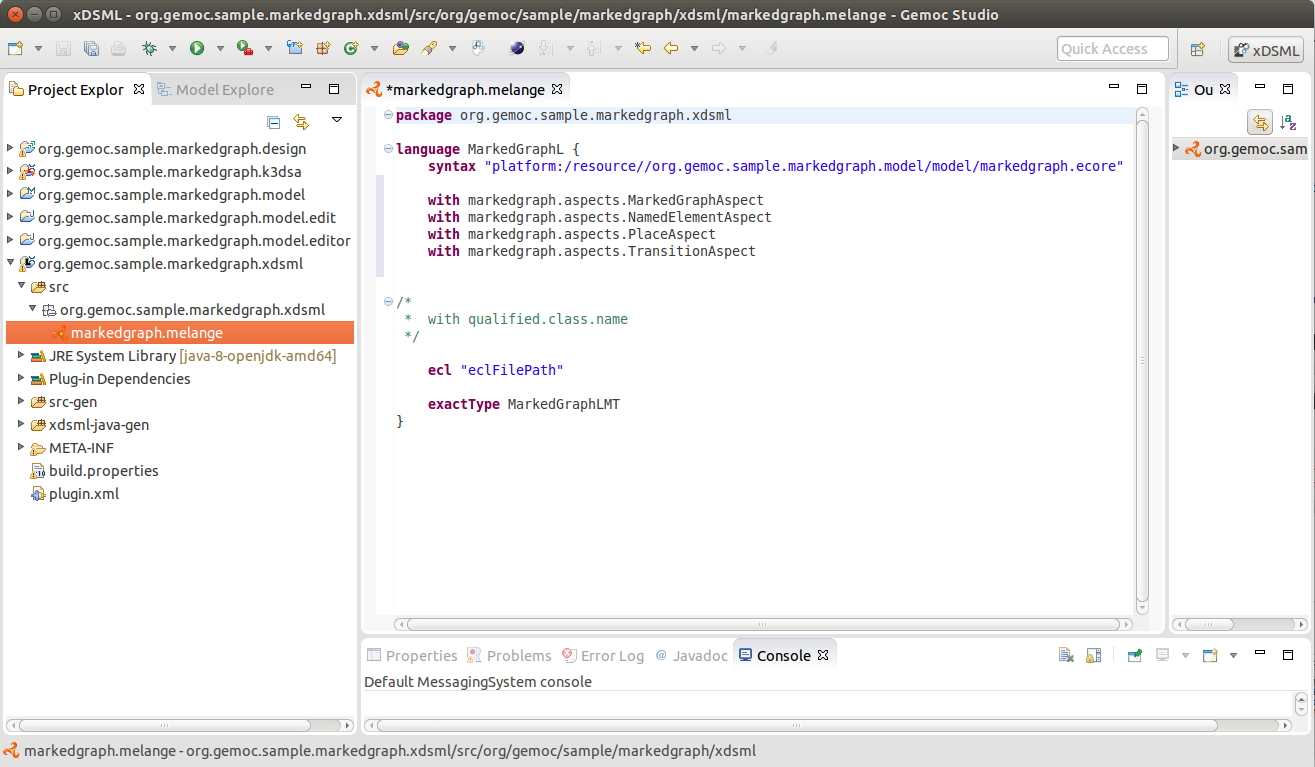 xDSML - org.gemoc.sample.markedgraph.xdsml/src/org/gemoc/sample/markedgraph/xdsml/markedgraph.melange - Gemoc Studio
Quick Access
xDSML
Project Explor
Model Explore
org.gemoc.sample.markedgraph.design
org.gemoc.sample.markedgraph.k3dsa
org.gemoc.sample.markedgraph.model
org.gemoc.sample.markedgraph.model.edit
org.gemoc.sample.markedgraph.model.editor
org.gemoc.sample.markedgraph.xdsml
src
org.gemoc.sample.markedgraph.xdsml
markedgraph.melange
JRE System Library [java-8-openjdk-amd64]
Plug-in Dependencies
src-gen
xdsml-java-gen
META-INF
build.properties
plugin.xml
*markedgraph.melange
package org.gemoc.sample.markedgraph.xdsml
language MarkedGraphL {
syntax "platform:/resource//org.gemoc.sample.markedgraph.model/model/markedgraph.ecore"
with markedgraph.aspects.MarkedGraphAspect
with markedgraph.aspects.NamedElementAspect
with markedgraph.aspects.PlaceAspect
with markedgraph.aspects.TransitionAspect
/*
* with qualified.class.name
*/
ecl "eclFilePath"
exactType MarkedGraphLMT
}
Ou
org.gemoc.sam
Properties
Problems
Error Log
@ Javadoc
Console
Default MessagingSystem console
markedgraph.melange - org.gemoc.sample.markedgraph.xdsml/src/org/gemoc/sample/markedgraph/xdsml